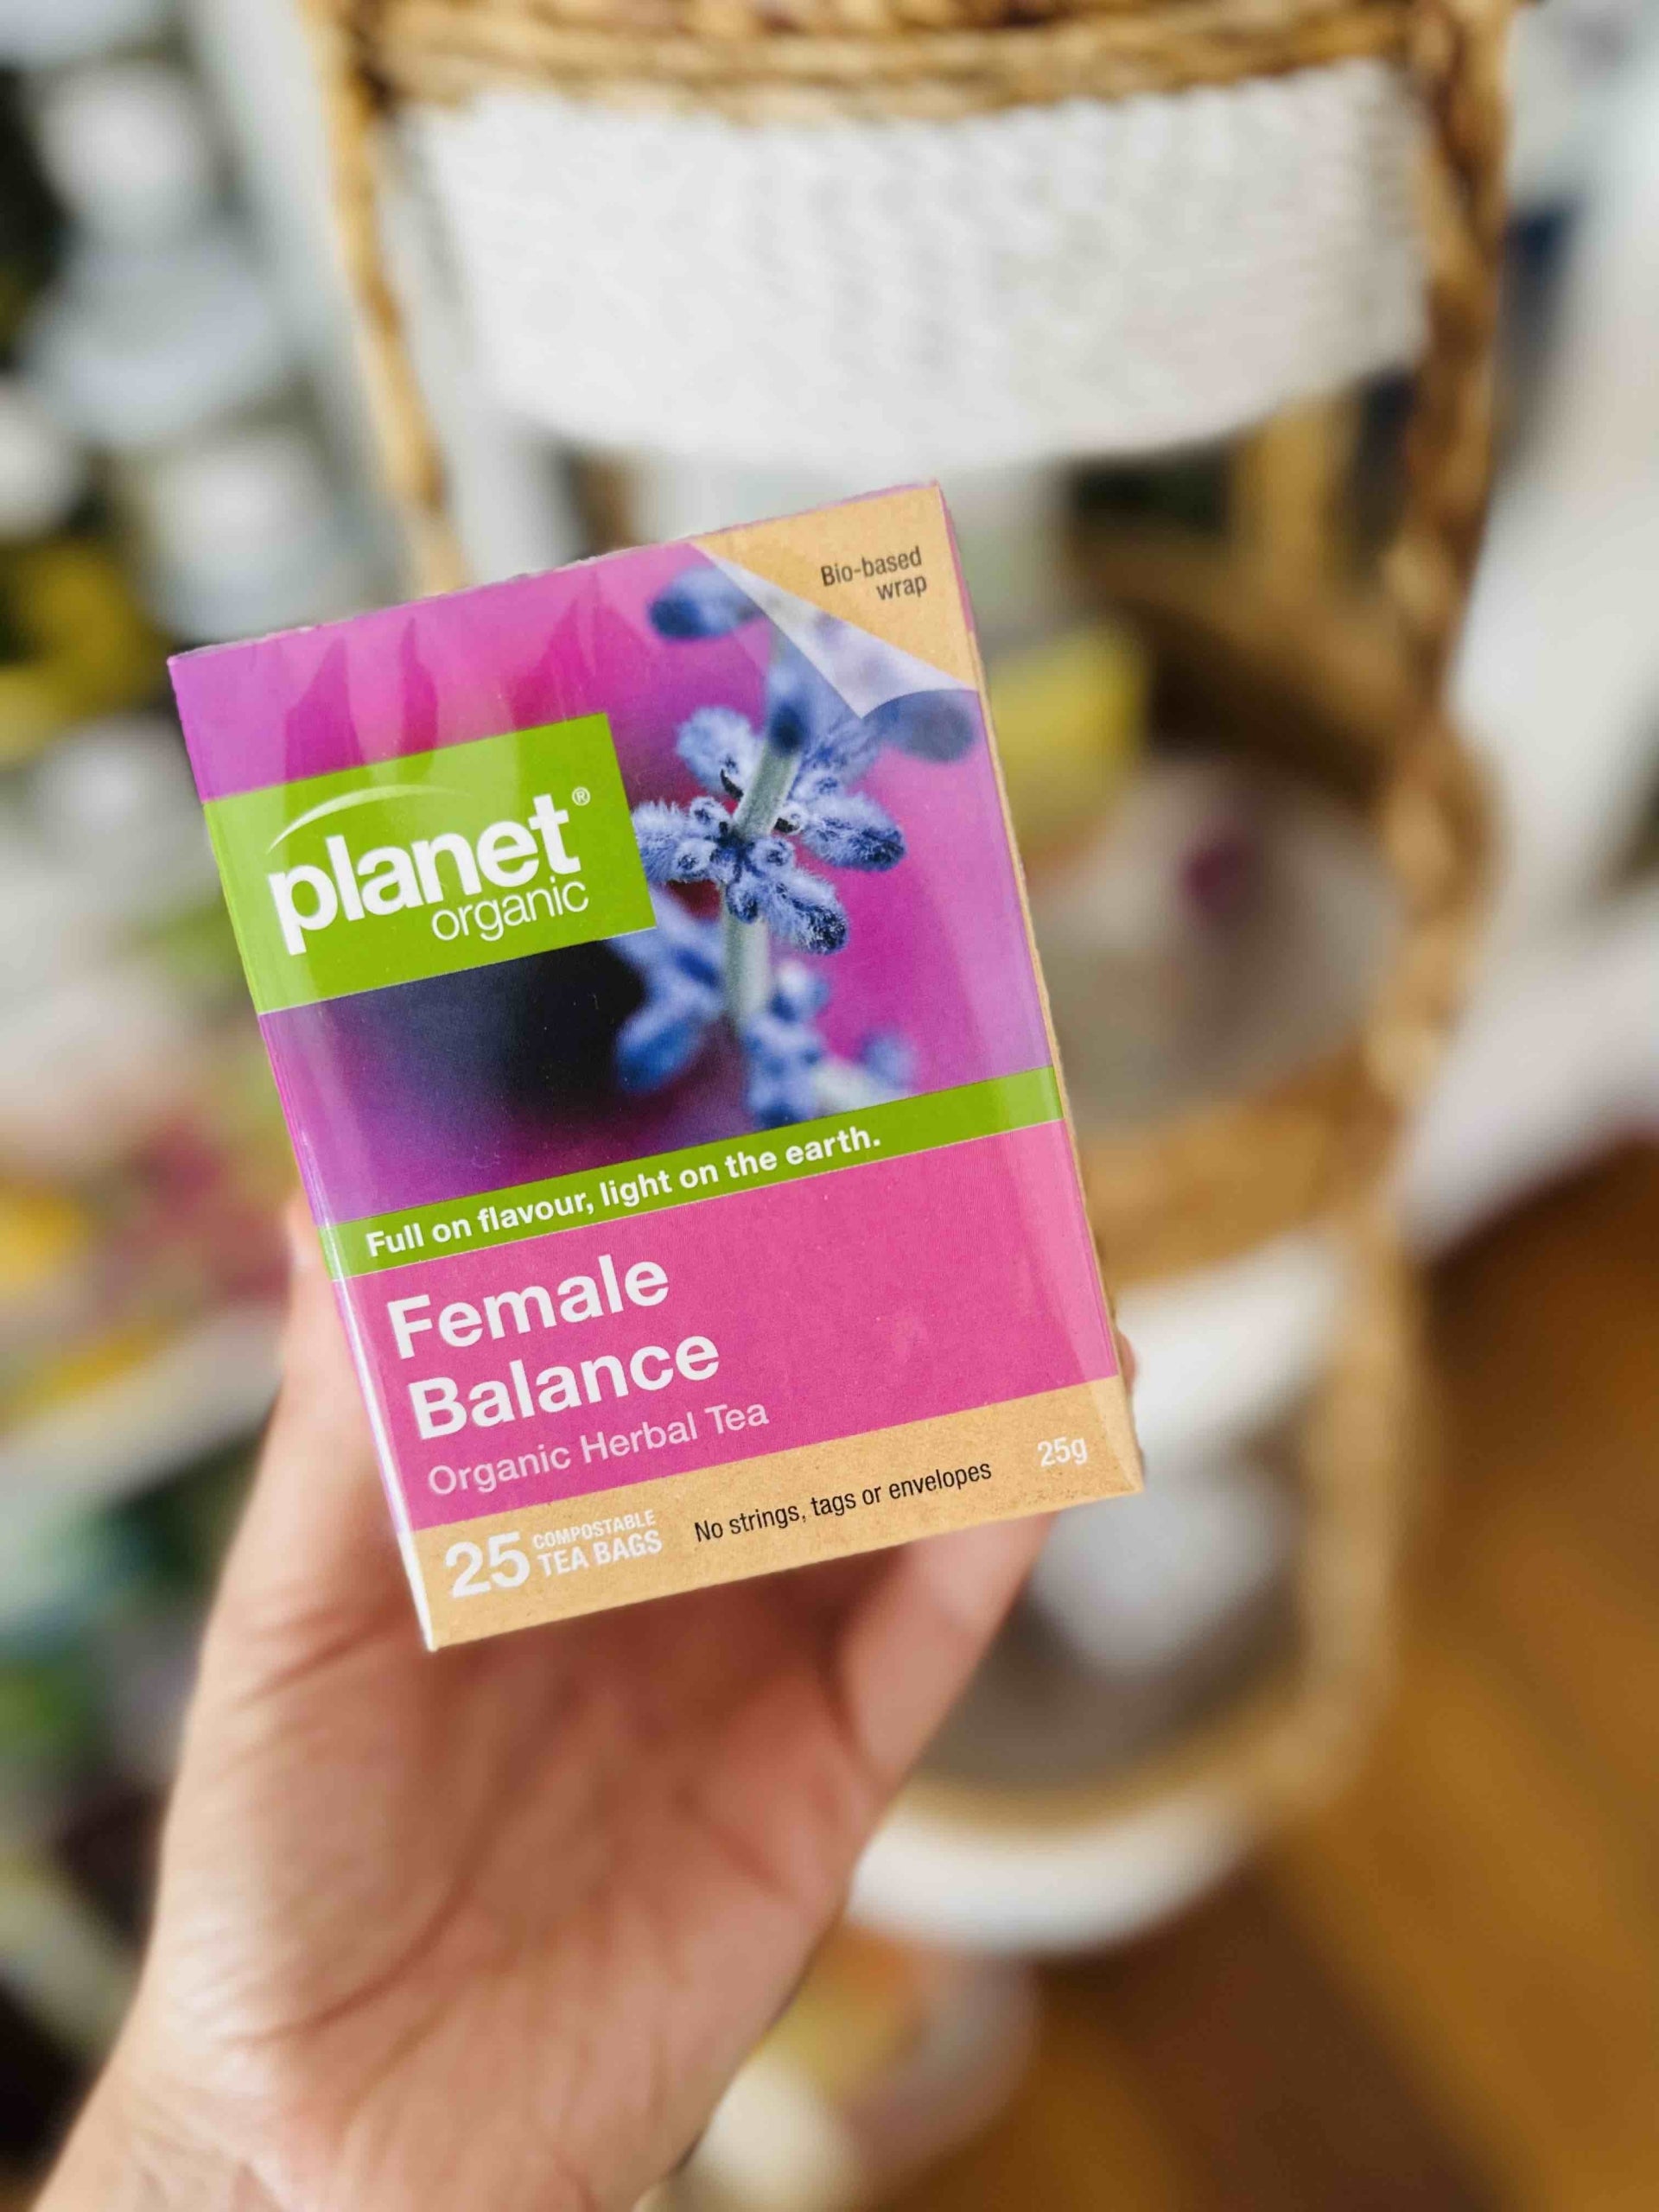 Bio-based
wrap
planet®
organic
Full on flavour, light on the earth.
Female
Balance
Organic Herbal Tea
25 COMPOSTABLE
TEA BAGS
No strings, tags or envelopes
25g